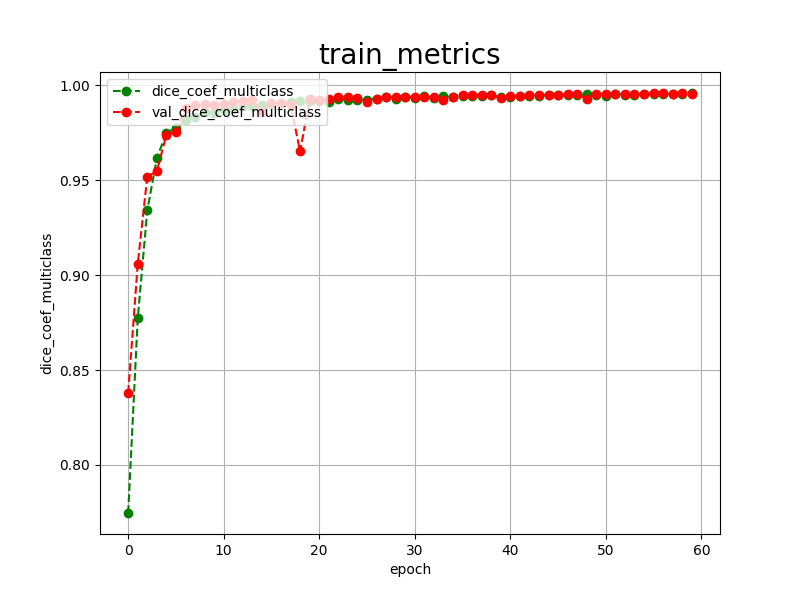 train_metrics
dice_coef_multiclass
val_dice_coef_multiclass
1.00
0.95
0.90
0.85
0.80
dice_coef_multiclass
0 10 20 30 40 50 60
epoch